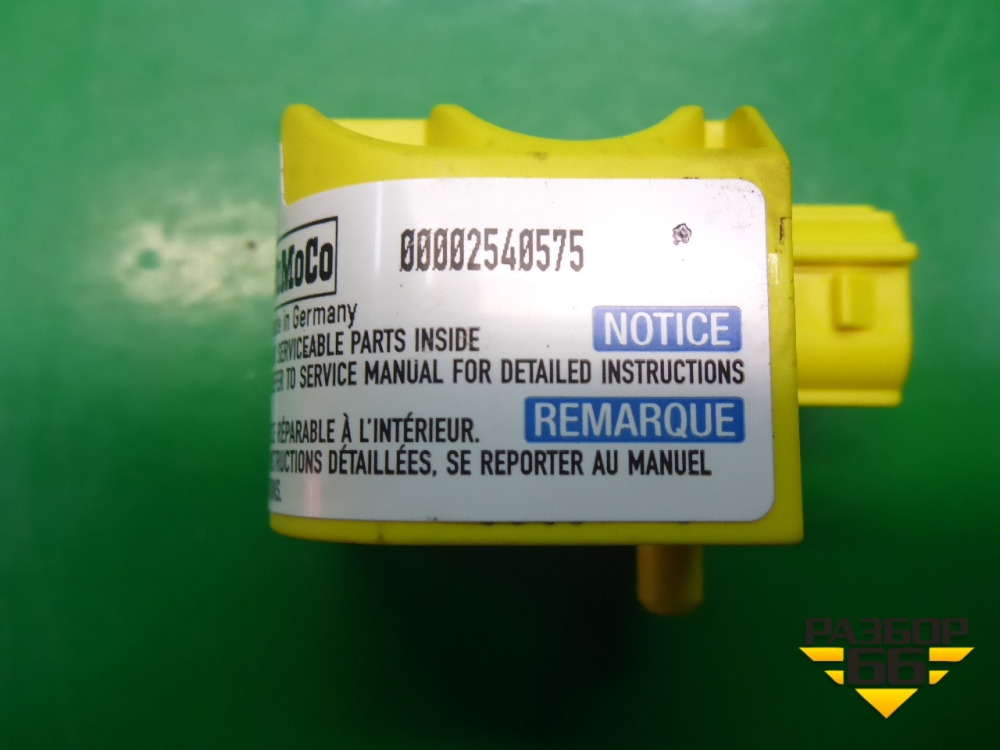 MoCo
00002540575
in Germany
SERVICEABLE PARTS INSIDE
NOTICE
TO SERVICE MANUAL FOR DETAILED INSTRUCTIONS
RÉPARABLE À L'INTÉRIEUR.
REMARQUE
DÉTAILLÉES, SE REPORTER AU MANUEL
РАЗБОР
66